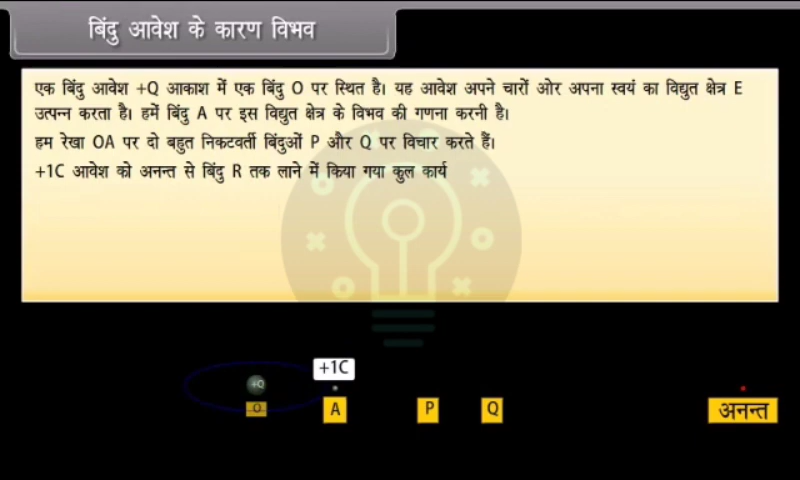 बिंदु आवेश के कारण विभव
एक बिंदु आवेश +Q आकाश में एक बिंदु O पर स्थित है। यह आवेश अपने चारों ओर अपना स्वयं का विद्युत क्षेत्र E
उत्पन्न करता है। हमें बिंदु A पर इस विद्युत क्षेत्र के विभव की गणना करनी है।
हम रेखा OA पर दो बहुत निकटवर्ती बिंदुओं P और Q पर विचार करते हैं।
+1C आवेश को अनन्त से बिंदु R तक लाने में किया गया कुल कार्य
+1C
+Q
O A P Q अनन्त